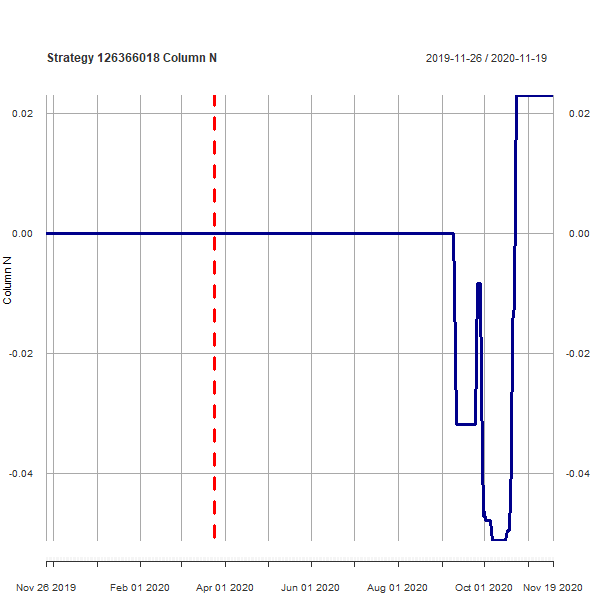 Strategy 126366018 Column N
2019-11-26 / 2020-11-19
0.02
0.02
0.00
0.00
Column N
-0.02
-0.02
-0.04
-0.04
Nov 26 2019
Feb 01 2020
Apr 01 2020
Jun 01 2020
Aug 01 2020
Oct 01 2020
Nov 19 2020